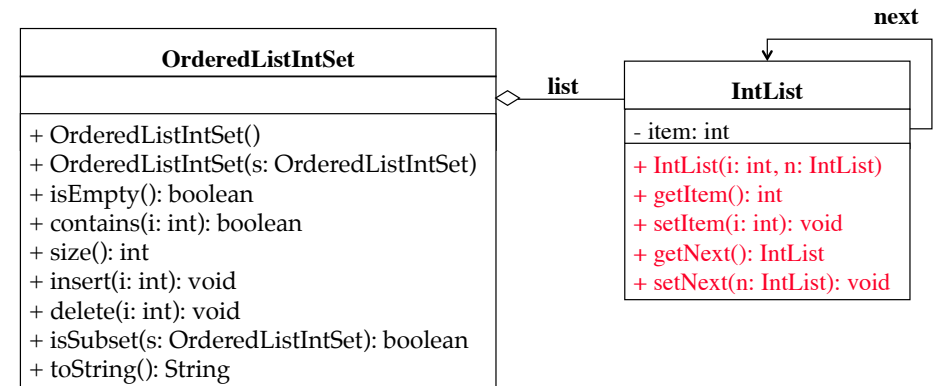 next
OrderedListIntSet
list
IntList
- item: int
+ OrderedListIntSet()
+ OrderedListIntSet(s: OrderedListIntSet)
+ isEmpty(): boolean
+ contains(i: int): boolean
+ size(): int
+ insert(i: int): void
+ delete(i: int): void
+ isSubset(s: OrderedListIntSet): boolean
+ toString(): String
+ IntList(i: int, n: IntList)
+ getItem(): int
+ setItem(i: int): void
+ getNext(): IntList
+ setNext(n: IntList): void